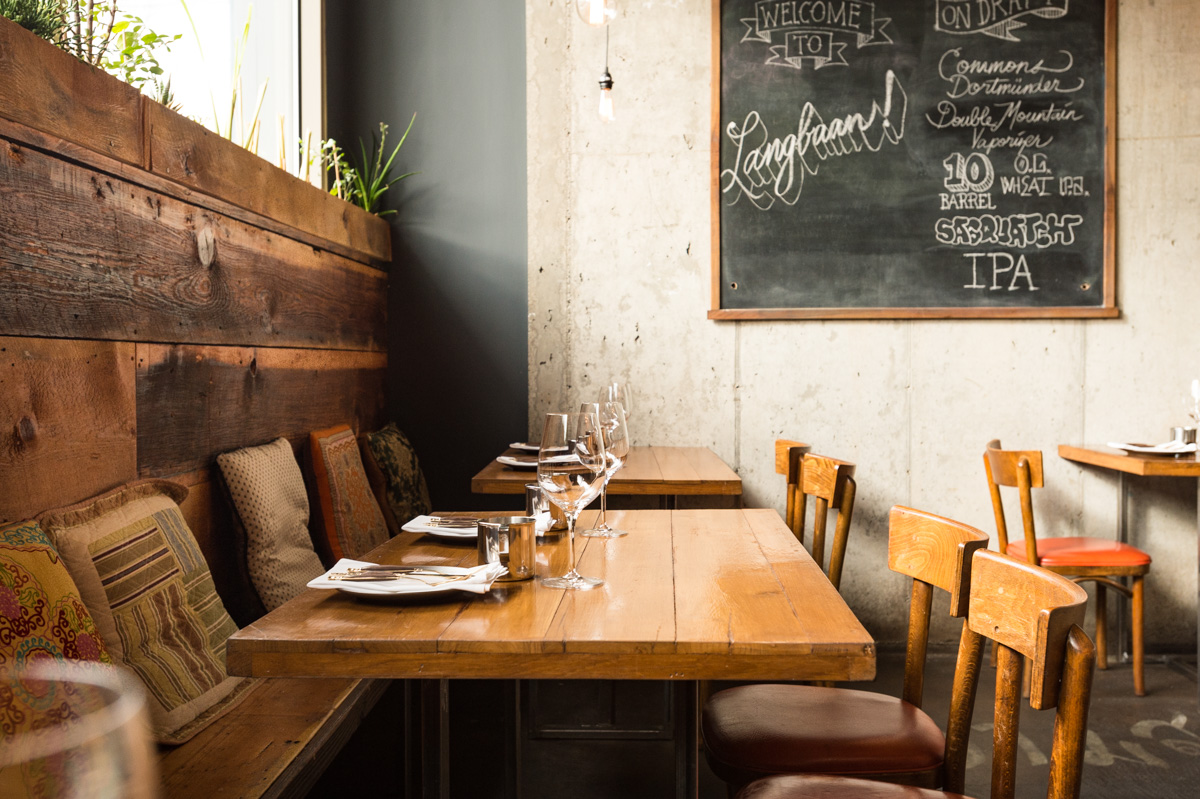 WELCOME
TO
Langbaan!
ON DRAFT
Commons
Dortmünder
Double Mountain
Vaporizer
10
BARREL
O.G.
WHEAT IPA.
SASQUATCH
IPA